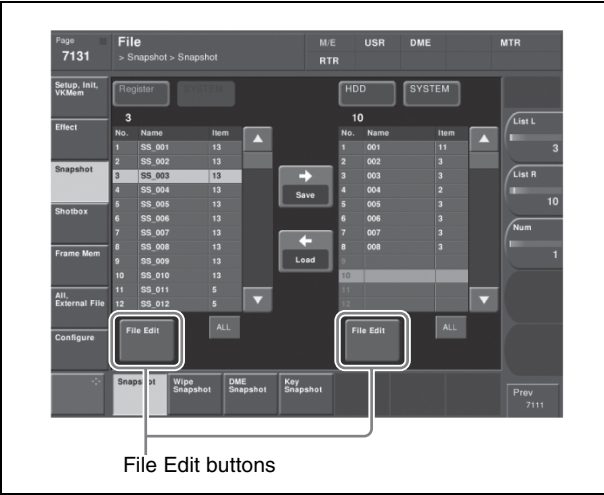 Page
7131
File
> Snapshot > Snapshot
M/E USR DME MTR
RTR
Setup, Init,
VKMem
Effect
Snapshot
Shotbox
Frame Mem
All,
External File
Configure
Register SYSTEM
3
No. Name Item
1 SS_001 13
2 SS_002 13
3 SS_003 13
4 SS_004 13
5 SS_005 13
6 SS_006 13
7 SS_007 13
8 SS_008 13
9 SS_009 13
10 SS_010 13
11 SS_011 5
12 SS_012 5
File Edit
ALL
Save
Load
HDD SYSTEM
10
No. Name Item
1 001 11
2 002 3
3 003 3
4 004 2
5 005 3
6 006 3
7 007 3
8 008 3
9
10
11
12
File Edit
ALL
List L
3
List R
10
Num
1
Snapshot
Wipe
Snapshot
DME
Snapshot
Key
Snapshot
Prev
7111
File Edit buttons